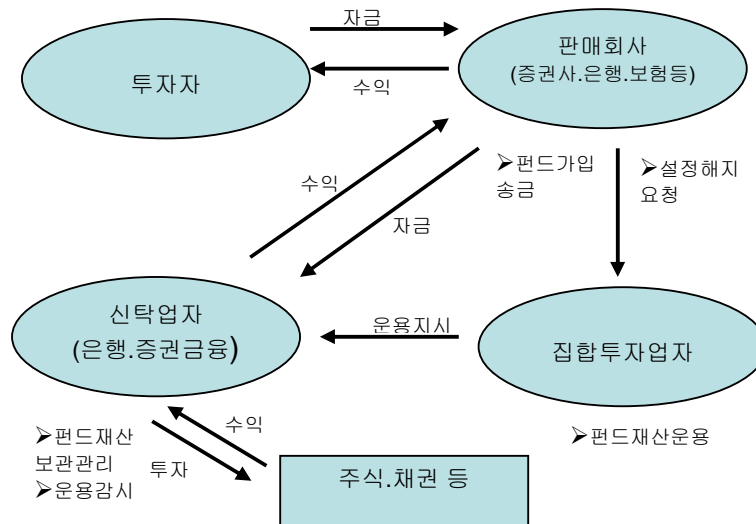 자금
투자자
판매회사
(증권사.은행.보험등)
수익
수익
➢펀드가입
송금
➢설정해지
요청
자금
신탁업자
(은행.증권금융)
운용지시
집합투자업자
➢펀드재산
보관관리
➢운용감시
투자
수익
➢펀드재산운용
주식.채권 등